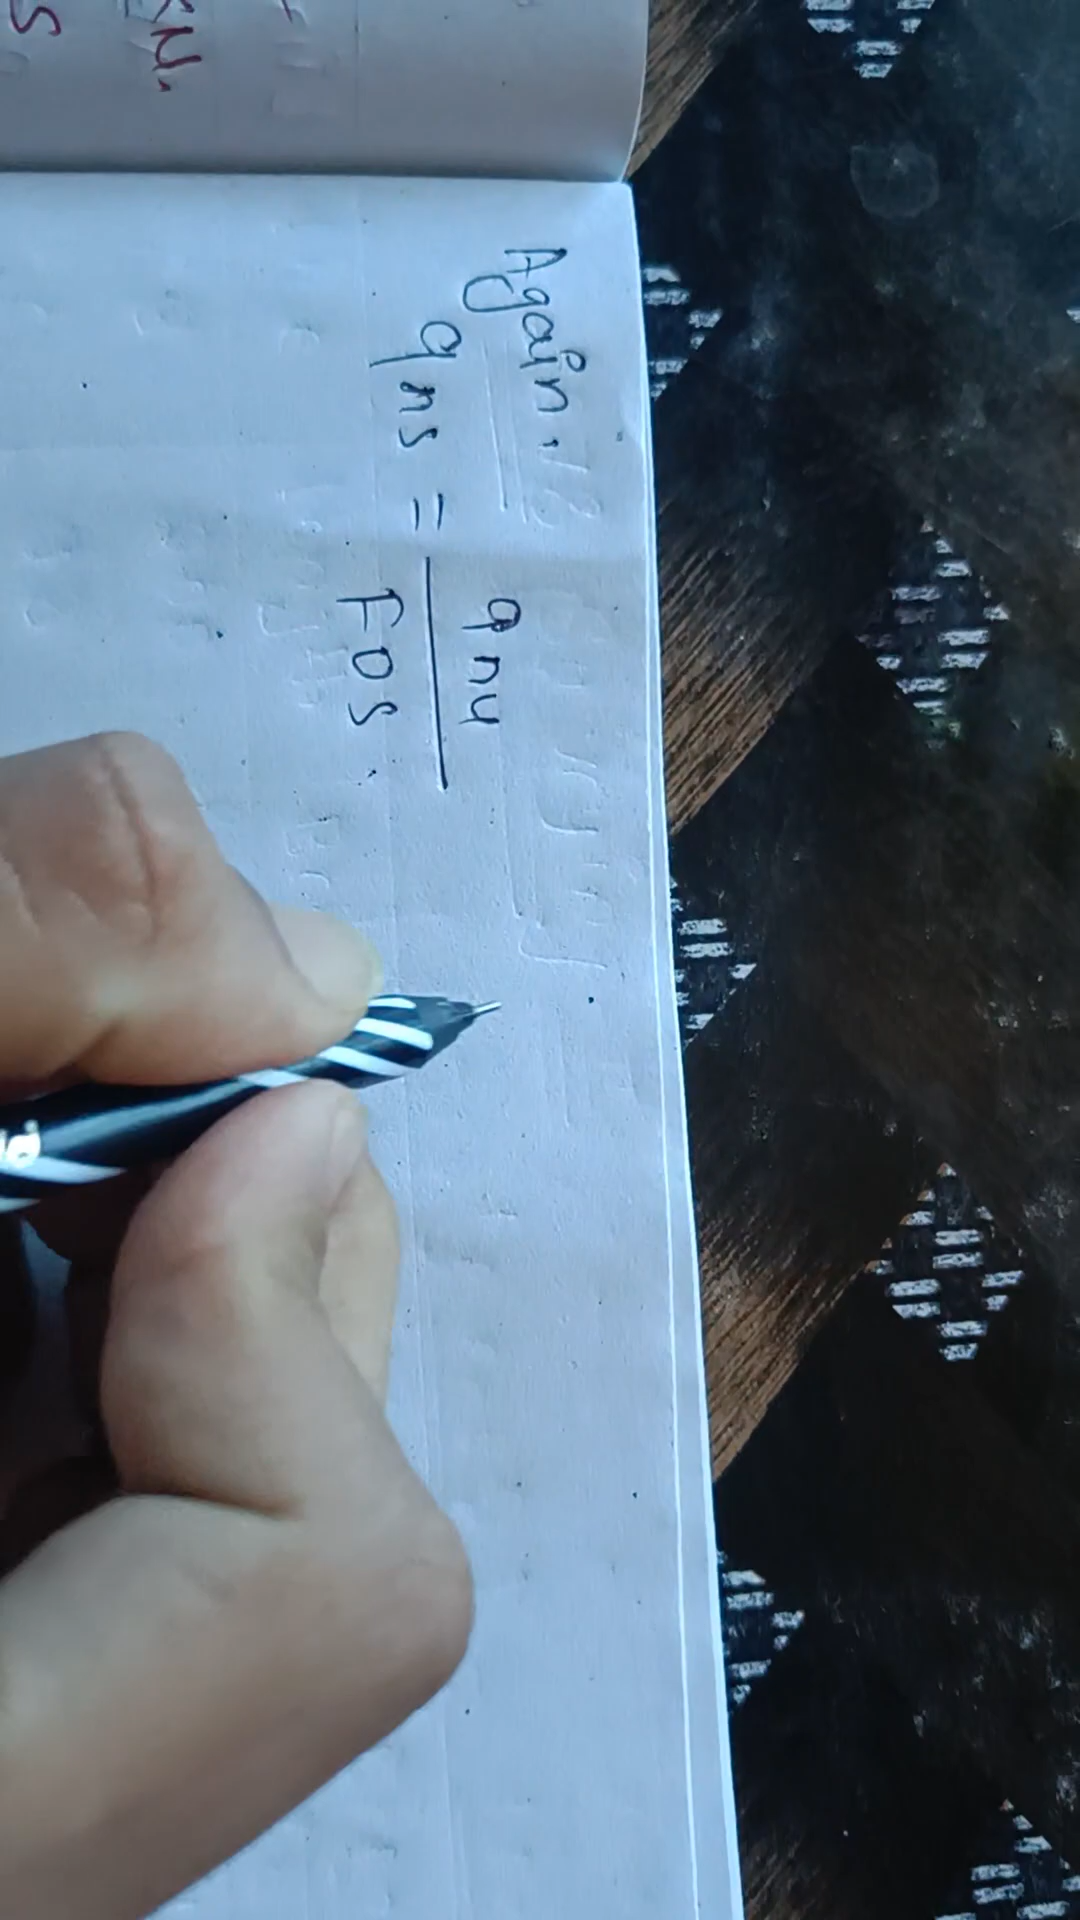 Again,
qns = qnu
FOS